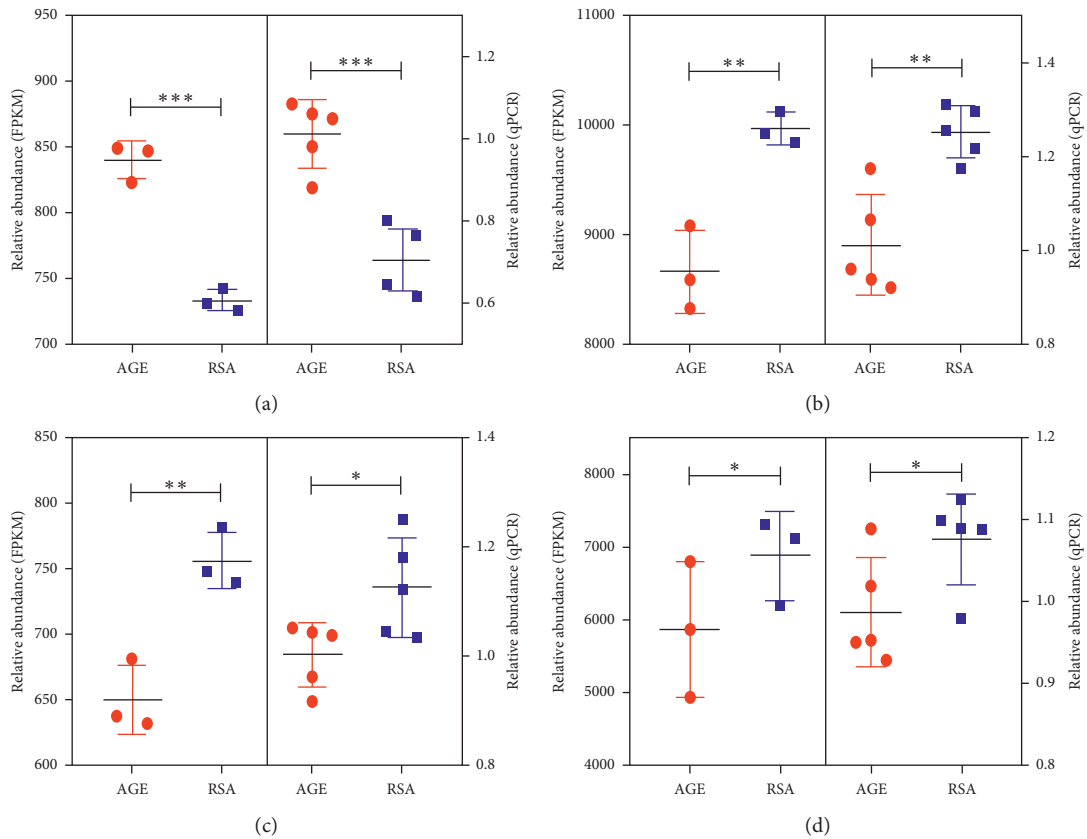 950
900
850
800
750
700
Relative abundance (FPKM)
***
***
1.2
1.0
0.8
0.6
Relative abundance (qPCR)
AGE RSA AGE RSA
(a)
11000
10000
9000
8000
Relative abundance (FPKM)
**
**
1.4
1.2
1.0
0.8
Relative abundance (qPCR)
AGE RSA AGE RSA
(b)
850
800
750
700
650
600
Relative abundance (FPKM)
**
*
1.4
1.2
1.0
0.8
Relative abundance (qPCR)
AGE RSA AGE RSA
(c)
8000
7000
6000
5000
4000
Relative abundance (FPKM)
*
*
1.2
1.1
1.0
0.9
0.8
Relative abundance (qPCR)
AGE RSA AGE RSA
(d)